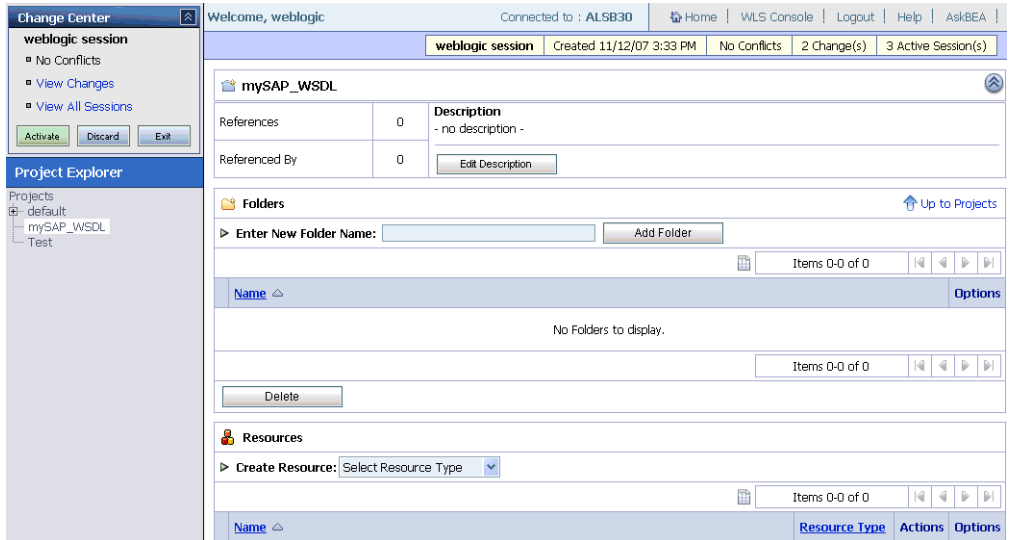 Change Center
weblogic session
No Conflicts
View Changes
View All Sessions
Activate Discard Exit
Project Explorer
Projects
default
mySAP_WSDL
Test
Welcome, weblogic Connected to : ALSB30 Home | WLS Console | Logout | Help | AskBEA |
weblogic session Created 11/12/07 3:33 PM No Conflicts 2 Change(s) 3 Active Session(s)
mySAP_WSDL
References 0
Referenced By 0
Description
- no description -
Edit Description
Folders Up to Projects
Enter New Folder Name: Add Folder
Items 0-0 of 0
Name Options
No Folders to display.
Items 0-0 of 0
Delete
Resources
Create Resource: Select Resource Type
Items 0-0 of 0
Name Resource Type Actions Options